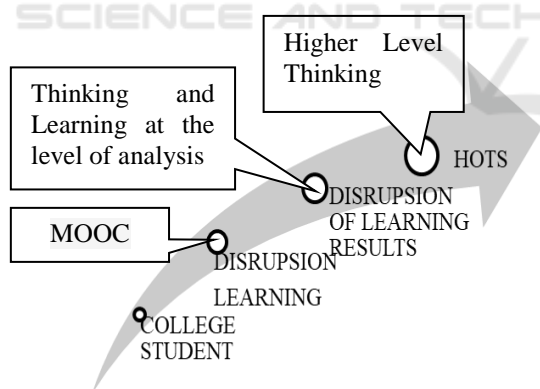 SCIENCE AND TECH
Higher Level
Thinking
Thinking and
Learning at the
level of analysis
HOTS
DISRUPSION
OF LEARNING
RESULTS
MOOC
DISRUPSION
LEARNING
COLLEGE
STUDENT